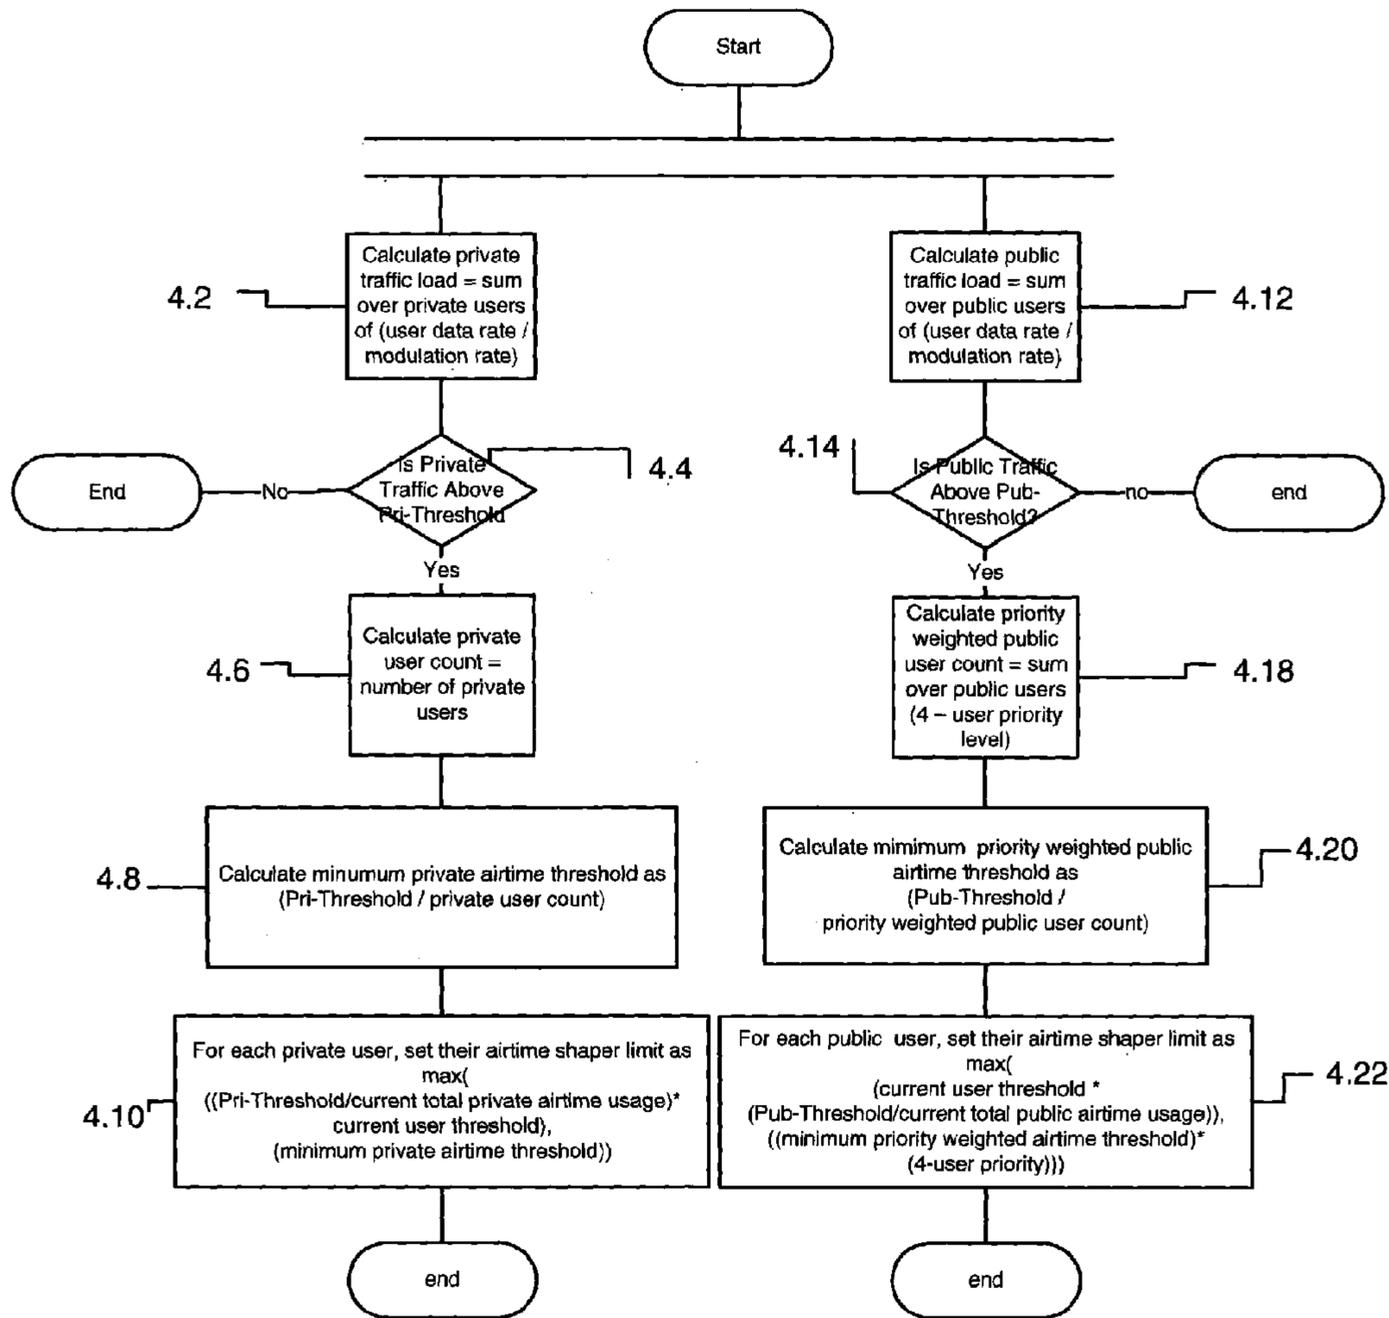 Start
Calculate private
traffic load = sum
over private users
of (user data rate /
modulation rate)
4.2
Is Private
Traffic Above
Pri-Threshold
4.4
No
End
Yes
Calculate private
user count =
number of private
users
4.6
Calculate minumum private airtime threshold as
(Pri-Threshold / private user count)
4.8
For each private user, set their airtime shaper limit as
max(
((Pri-Threshold/current total private airtime usage)*
current user threshold),
(minimum private airtime threshold))
4.10
end
Calculate public
traffic load = sum
over public users
of (user data rate /
modulation rate)
4.12
Is Public Traffic
Above Pub-
Threshold?
4.14
no
end
Yes
Calculate priority
weighted public
user count = sum
over public users
(4 – user priority
level)
4.18
Calculate mimimum priority weighted public
airtime threshold as
(Pub-Threshold /
priority weighted public user count)
4.20
For each public user, set their airtime shaper limit as
max(
(current user threshold *
(Pub-Threshold/current total public airtime usage)),
((minimum priority weighted airtime threshold)*
(4-user priority)))
4.22
end